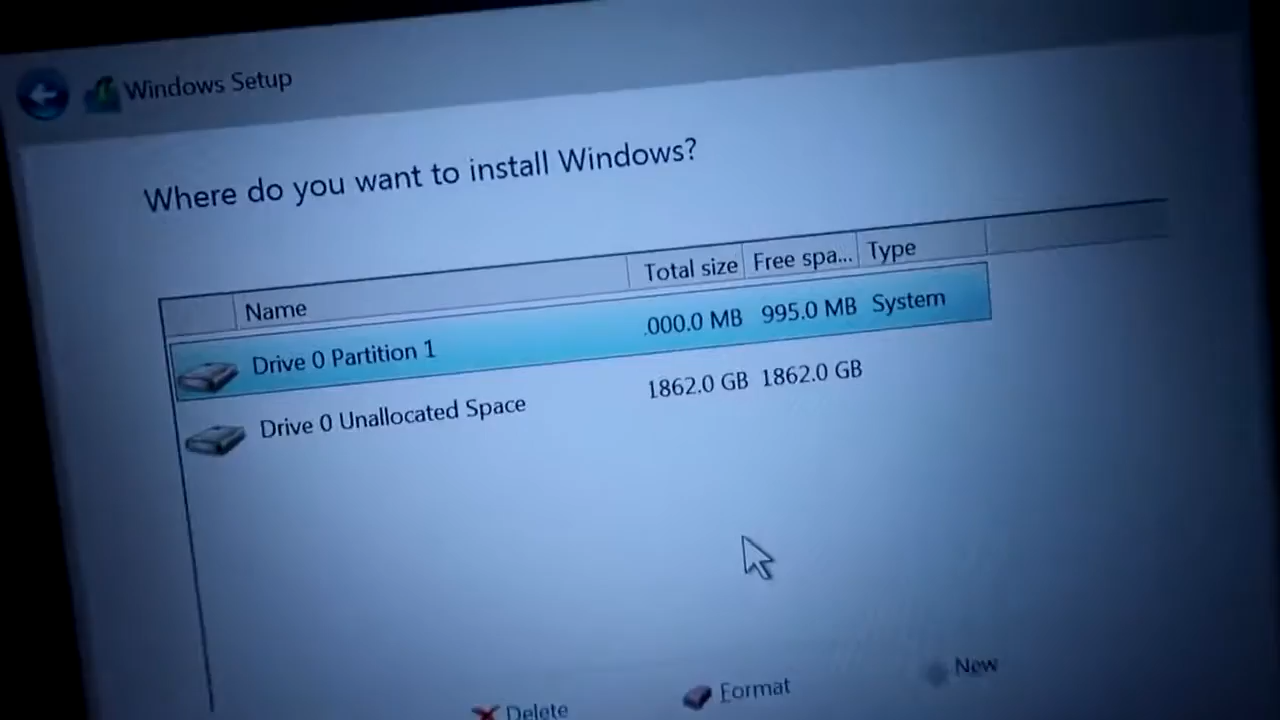 Windows Setup
Where do you want to install Windows?
Name Total size Free spa... Type
Drive 0 Partition 1 .000.0 MB 995.0 MB System
Drive 0 Unallocated Space 1862.0 GB 1862.0 GB
Delete Format New